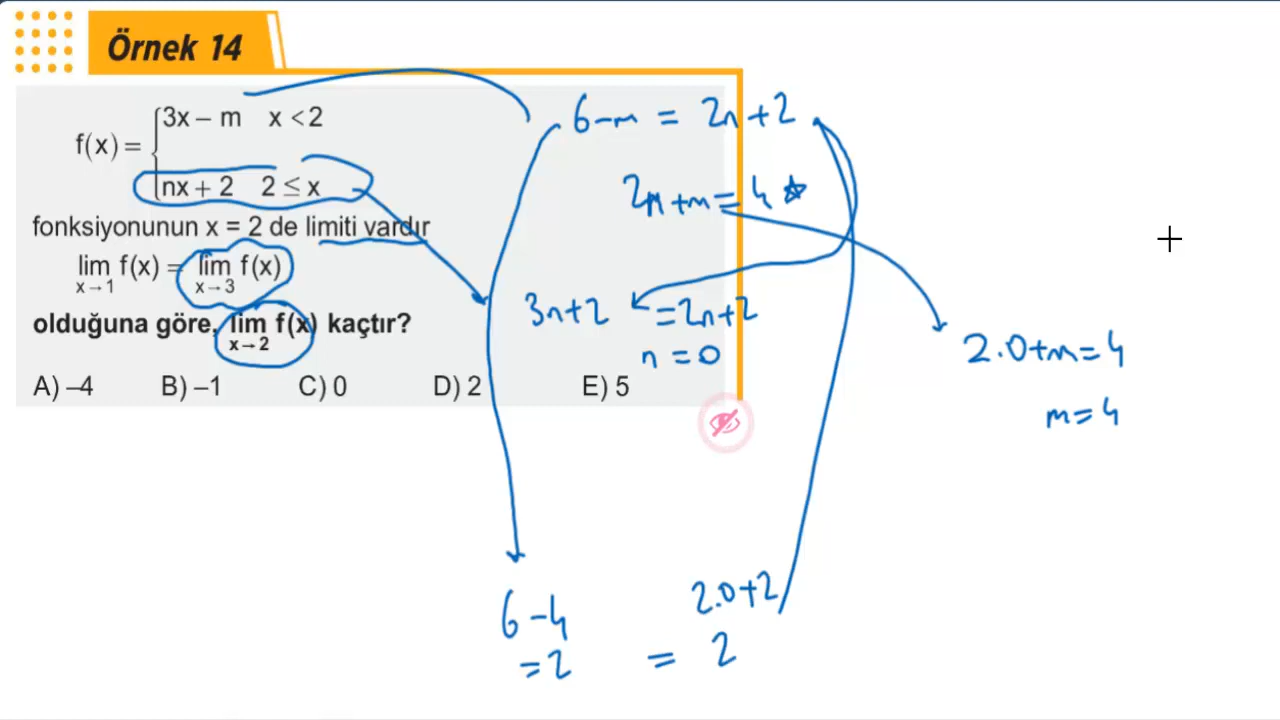 Örnek 14
f(x) = { 3x – m x < 2
nx + 2 2 ≤ x
fonksiyonunun x = 2 de limiti vardır
lim f(x) = lim f(x)
x→1 x→3
olduğuna göre, lim f(x) kaçtır?
x→2
A) –4 B) –1 C) 0 D) 2 E) 5
6-m = 2n+2
2n+m=4
3n+2 =2n+2
n = 0
2.0+m=4
m=4
6-4 2.0+2
=2 = 2